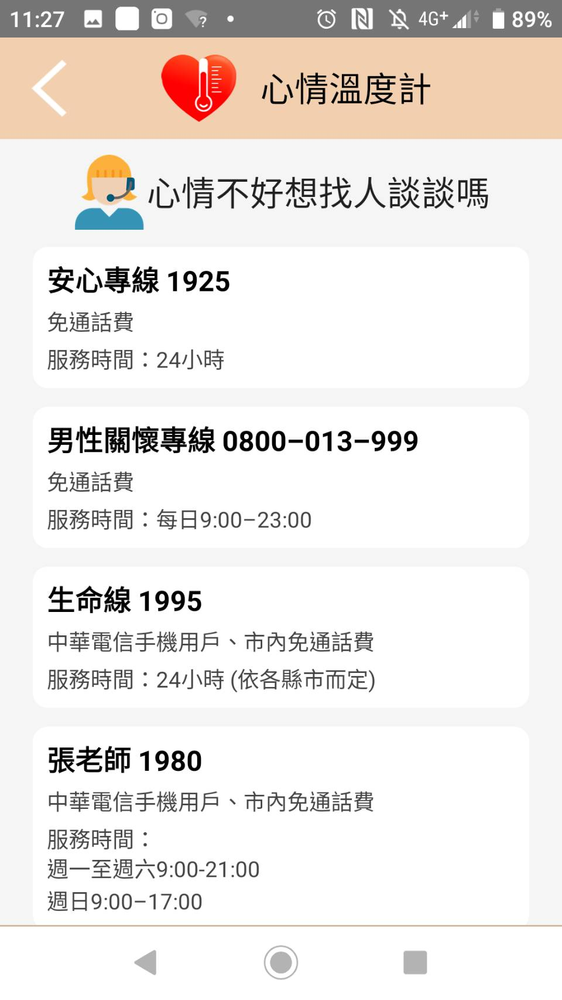 11:27 ? 4G+ 89%
心情溫度計
心情不好想找人談談嗎
安心專線 1925
免通話費
服務時間：24小時
男性關懷專線 0800–013–999
免通話費
服務時間：每日9:00–23:00
生命線 1995
中華電信手機用戶、市內免通話費
服務時間：24小時 (依各縣市而定)
張老師 1980
中華電信手機用戶、市內免通話費
服務時間：
週一至週六9:00-21:00
週日9:00–17:00